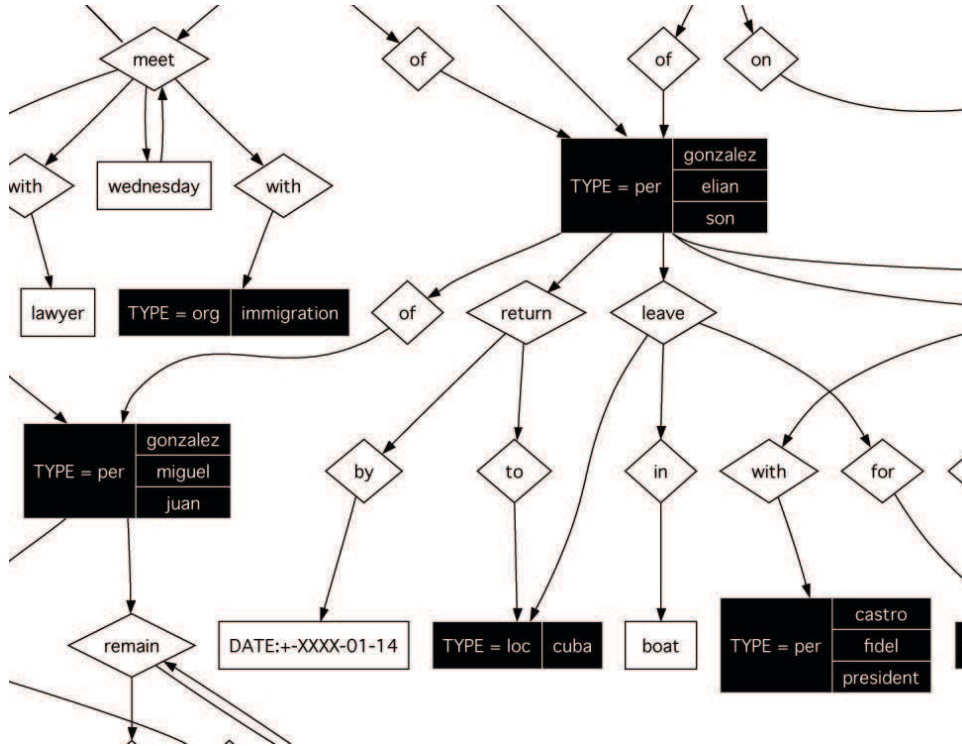 meet
of
of
on
with
wednesday
with
TYPE = per
gonzalez
elian
son
lawyer
TYPE = org
immigration
of
return
leave
TYPE = per
gonzalez
miguel
juan
by
to
in
with
for
remain
DATE:+-XXXX-01-14
TYPE = loc
cuba
boat
TYPE = per
castro
fidel
president